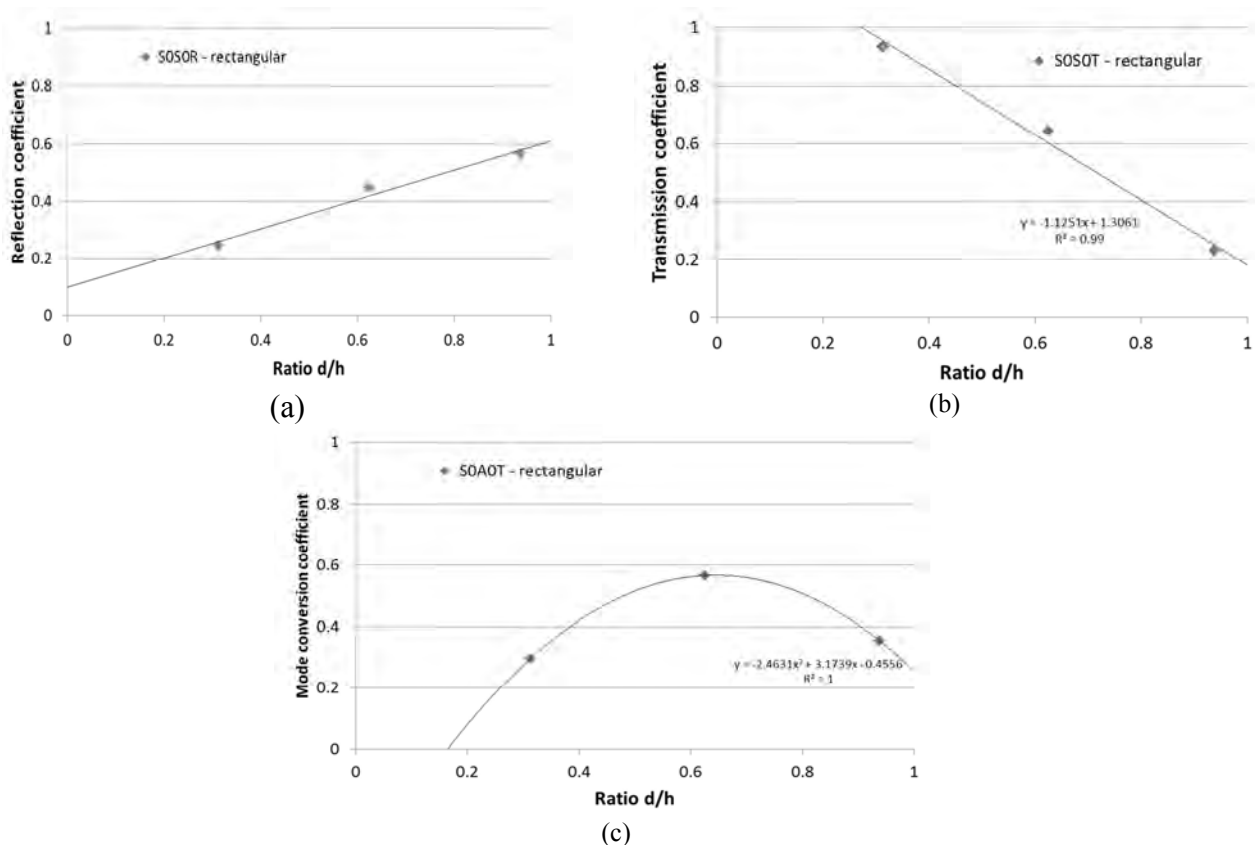 1
0.8
0.6
0.4
0.2
0
Reflection coefficient
S0S0R - rectangular
0 0.2 0.4 0.6 0.8 1
Ratio d/h
(a)
1
0.8
0.6
0.4
0.2
0
Transmission coefficient
S0S0T - rectangular
y = -1.1251x + 1.3061
R² = 0.99
0 0.2 0.4 0.6 0.8 1
Ratio d/h
(b)
1
0.8
0.6
0.4
0.2
0
Mode conversion coefficient
S0A0T - rectangular
y = -2.4631x² + 3.1739x - 0.4556
R² = 1
0 0.2 0.4 0.6 0.8 1
Ratio d/h
(c)